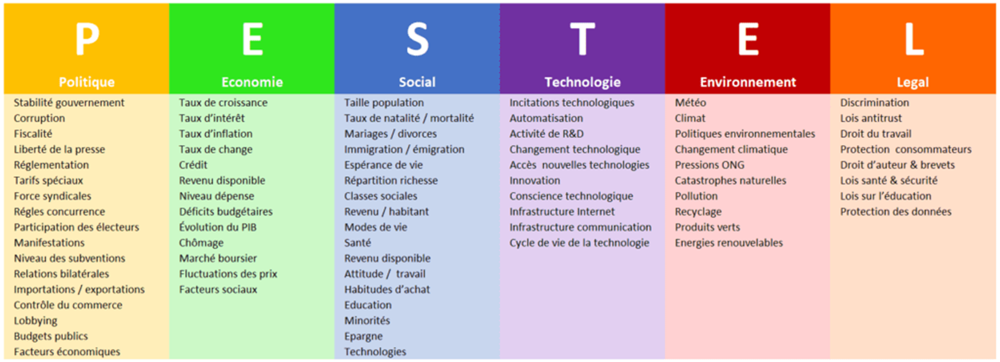 P
Politique
Stabilité gouvernement
Corruption
Fiscalité
Liberté de la presse
Réglementation
Tarifs spéciaux
Force syndicales
Régles concurrence
Participation des électeurs
Manifestations
Niveau des subventions
Relations bilatérales
Importations / exportations
Contrôle du commerce
Lobbying
Budgets publics
Facteurs économiques
E
Economie
Taux de croissance
Taux d’intérêt
Taux d’inflation
Taux de change
Crédit
Revenu disponible
Niveau dépense
Déficits budgétaires
Évolution du PIB
Chômage
Marché boursier
Fluctuations des prix
Facteurs sociaux
S
Social
Taille population
Taux de natalité / mortalité
Mariages / divorces
Immigration / émigration
Espérance de vie
Répartition richesse
Classes sociales
Revenu / habitant
Modes de vie
Santé
Revenu disponible
Attitude / travail
Habitudes d’achat
Education
Minorités
Epargne
Technologies
T
Technologie
Incitations technologiques
Automatisation
Activité de R&D
Changement technologique
Accès nouvelles technologies
Innovation
Conscience technologique
Infrastructure Internet
Infrastructure communication
Cycle de vie de la technologie
E
Environnement
Météo
Climat
Politiques environnementales
Changement climatique
Pressions ONG
Catastrophes naturelles
Pollution
Recyclage
Produits verts
Energies renouvelables
L
Legal
Discrimination
Lois antitrust
Droit du travail
Protection consommateurs
Droit d’auteur & brevets
Lois santé & sécurité
Lois sur l’éducation
Protection des données